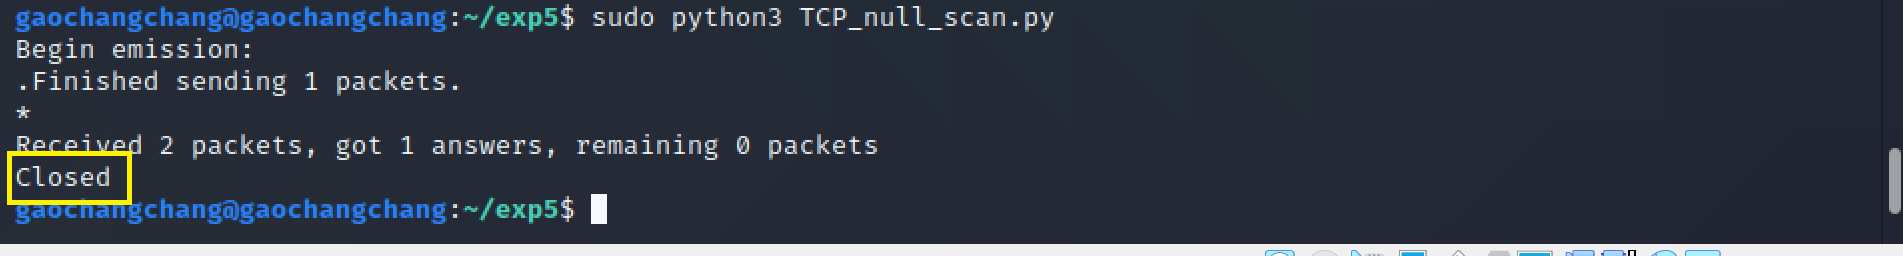 gaochangchang@gaochangchang:~/exp5$ sudo python3 TCP_null_scan.py
Begin emission:
.Finished sending 1 packets.
*
Received 2 packets, got 1 answers, remaining 0 packets
Closed
gaochangchang@gaochangchang:~/exp5$